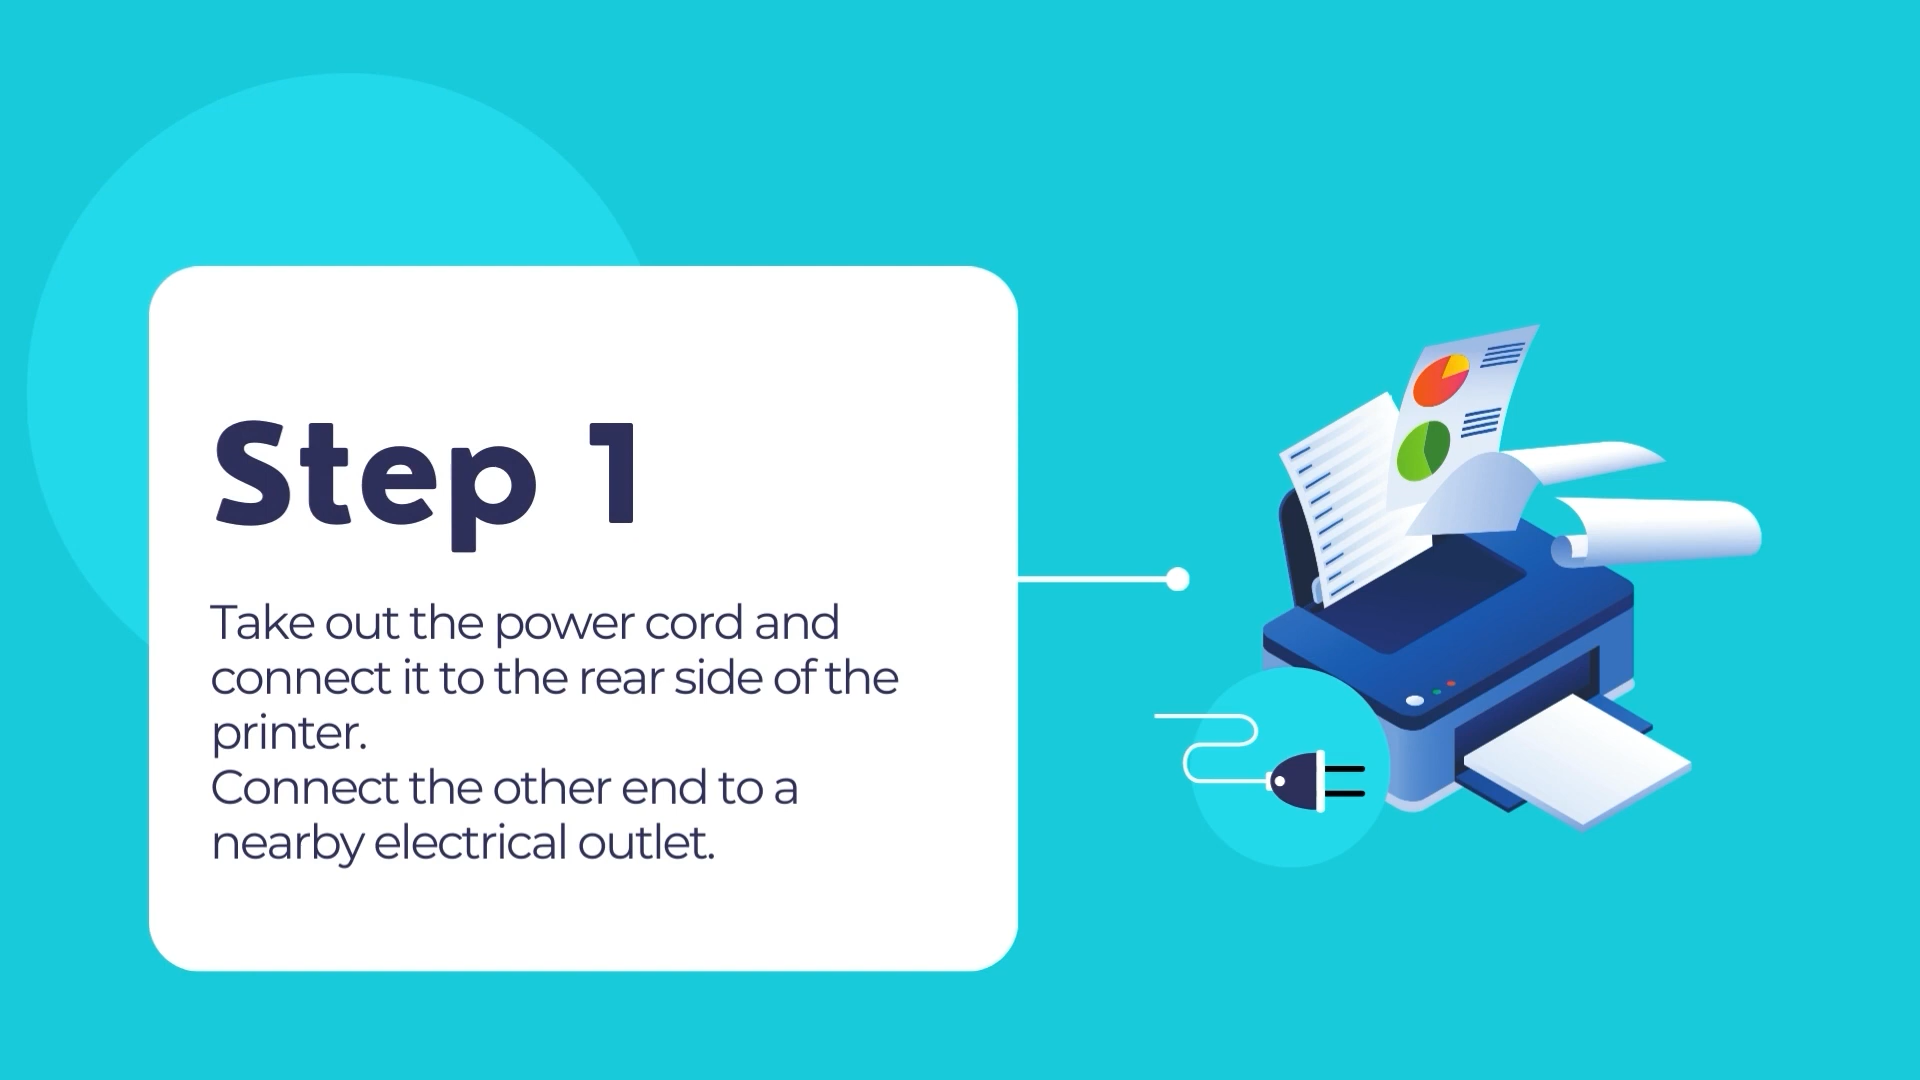 Step 1
Take out the power cord and
connect it to the rear side of the
printer.
Connect the other end to a
nearby electrical outlet.